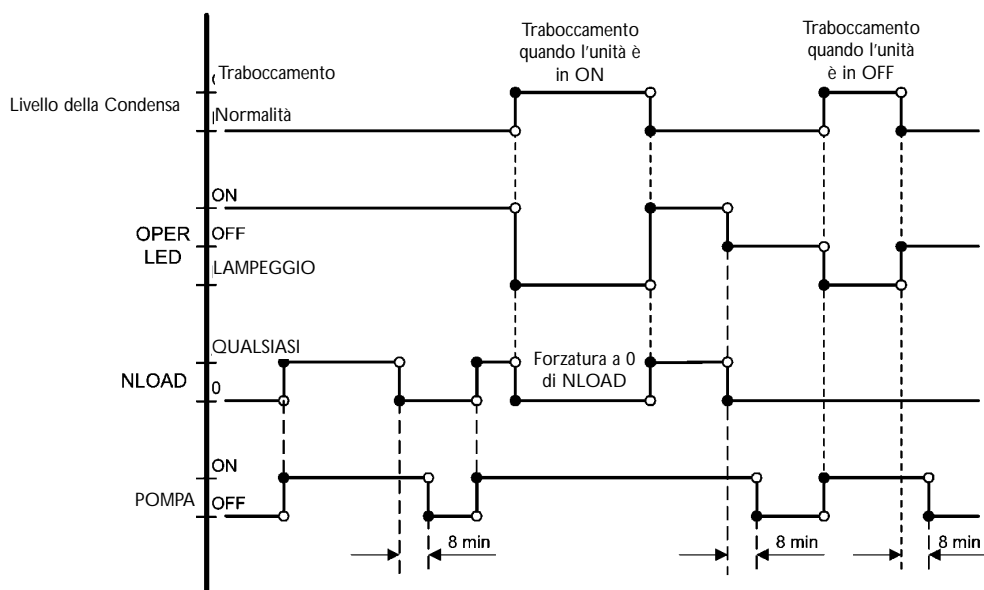 Traboccamento
quando l'unità è
in ON
Traboccamento
quando l'unità
è in OFF
Traboccamento
Livello della Condensa
Normalità
ON
OPER
LED
OFF
LAMPEGGIO
QUALSIASI
NLOAD
0
Forzatura a 0
di NLOAD
ON
POMPA
OFF
8 min
8 min
8 min